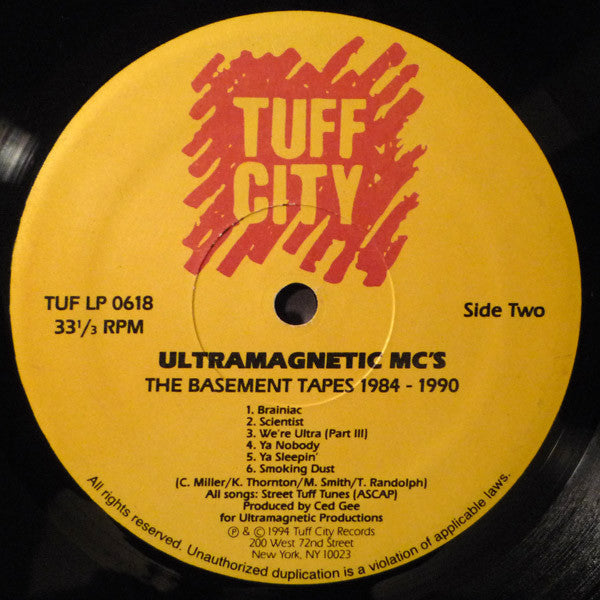 TUFF
CITY
TUF LP 0618
33 1/3 RPM
Side Two
ULTRAMAGNETIC MC'S
THE BASEMENT TAPES 1984 - 1990
1. Brainiac
2. Scientist
3. We're Ultra (Part III)
4. Ya Nobody
5. Ya Sleepin'
6. Smoking Dust
(C. Miller/K. Thornton/M. Smith/T. Randolph)
All songs: Street Tuff Tunes (ASCAP)
Produced by Ced Gee
for Ultramagnetic Productions
℗ & © 1994 Tuff City Records
200 West 72nd Street
New York, NY 10023
All rights reserved. Unauthorized duplication is a violation of applicable laws.